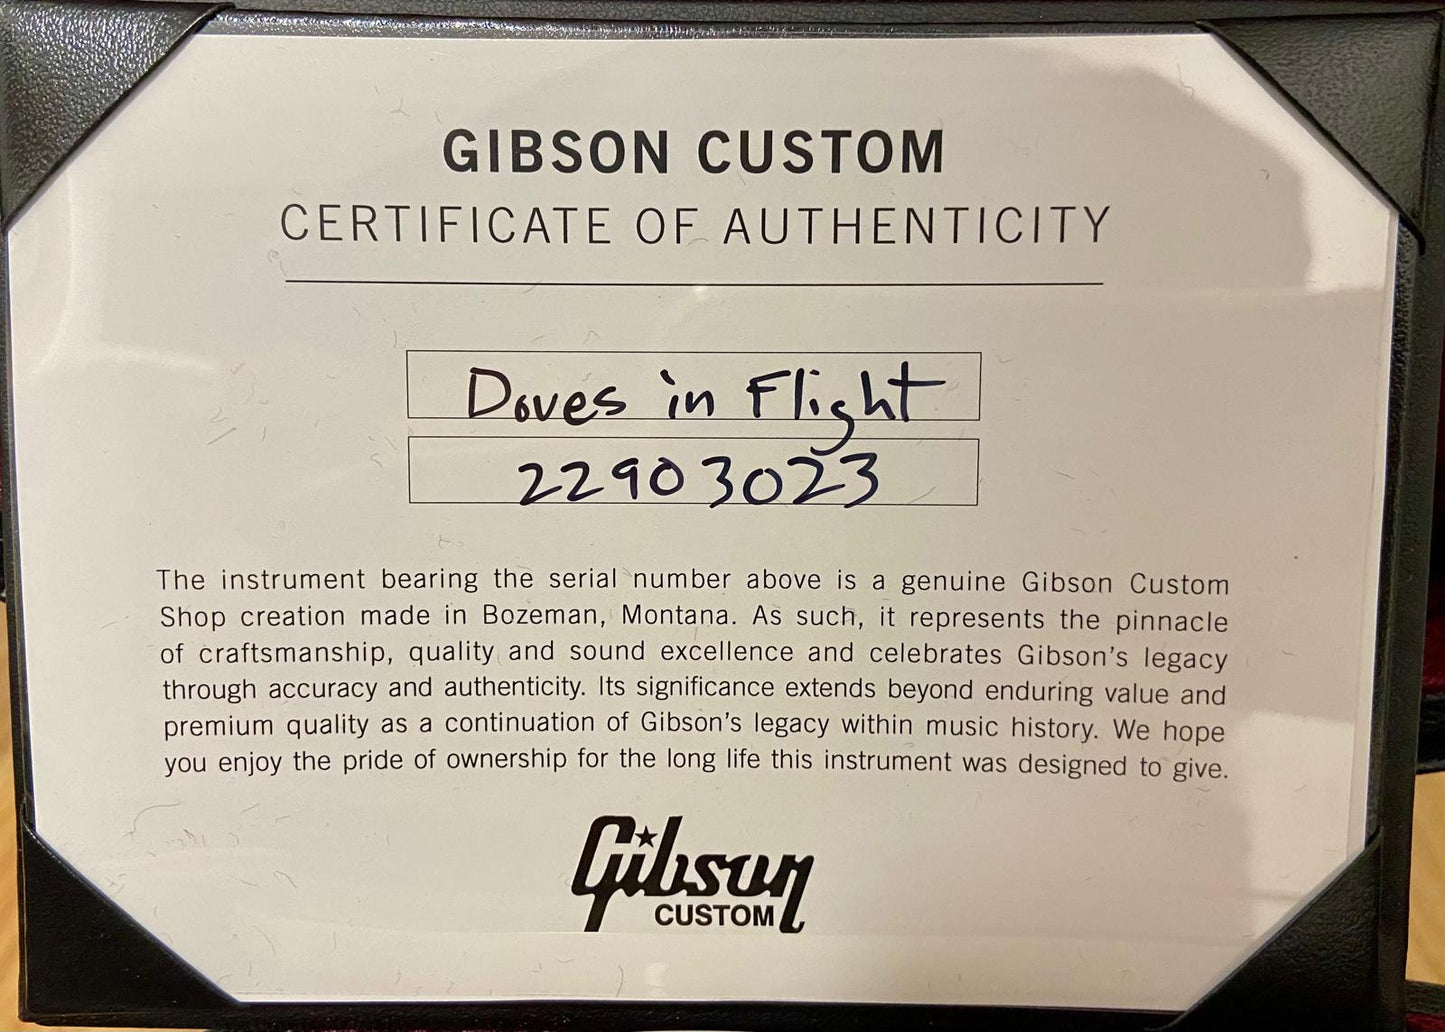 GIBSON CUSTOM
CERTIFICATE OF AUTHENTICITY
Doves in Flight
22903023
The instrument bearing the serial number above is a genuine Gibson Custom
Shop creation made in Bozeman, Montana. As such, it represents the pinnacle
of craftsmanship, quality and sound excellence and celebrates Gibson's legacy
through accuracy and authenticity. Its significance extends beyond enduring value and
premium quality as a continuation of Gibson's legacy within music history. We hope
you enjoy the pride of ownership for the long life this instrument was designed to give.
Gibson
CUSTOM